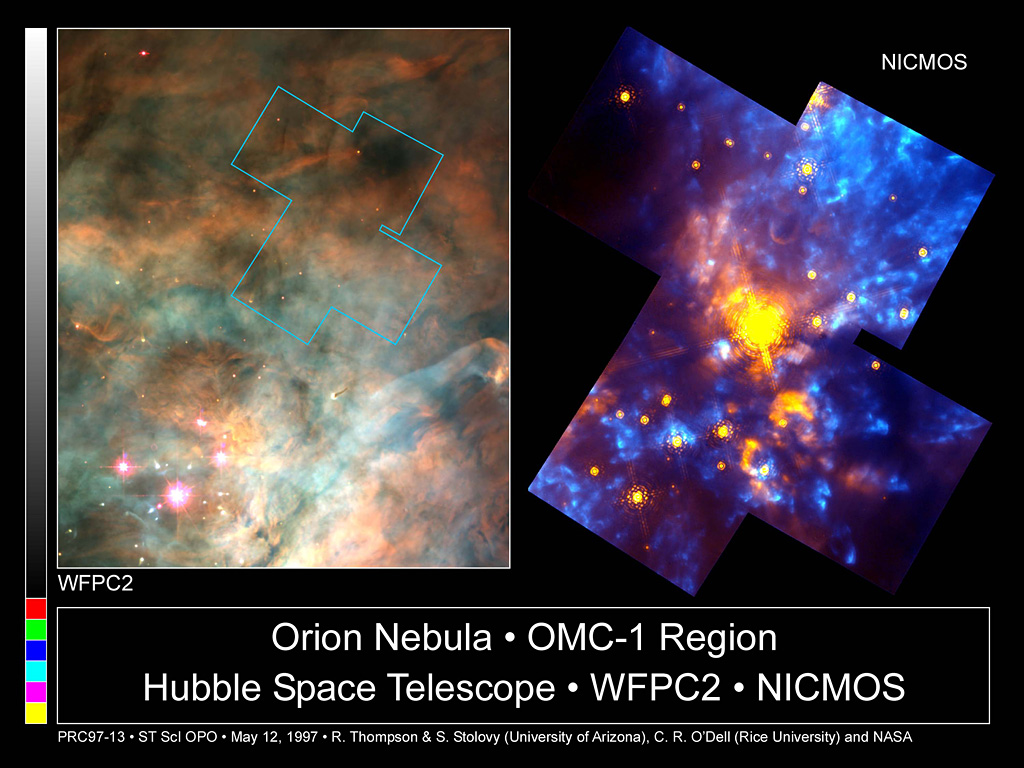 NICMOS
WFPC2
Orion Nebula • OMC-1 Region
Hubble Space Telescope • WFPC2 • NICMOS
PRC97-13 • ST ScI OPO • May 12, 1997 • R. Thompson & S. Stolovy (University of Arizona), C. R. O'Dell (Rice University) and NASA